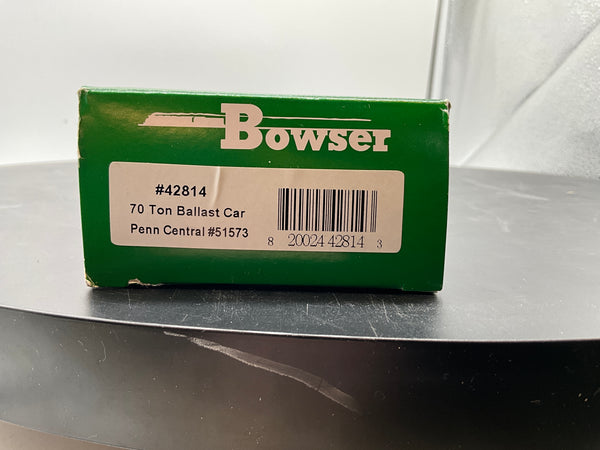 Bowser
#42814
70 Ton Ballast Car
Penn Central #51573
8 20024 42814 3